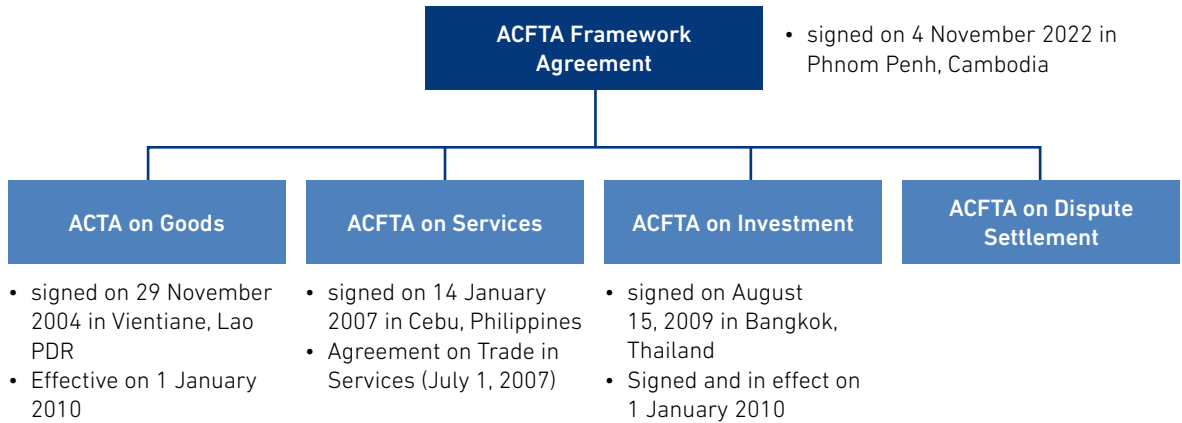 ACFTA Framework
Agreement
• signed on 4 November 2022 in
Phnom Penh, Cambodia
ACTA on Goods
• signed on 29 November
2004 in Vientiane, Lao
PDR
• Effective on 1 January
2010
ACFTA on Services
• signed on 14 January
2007 in Cebu, Philippines
• Agreement on Trade in
Services (July 1, 2007)
ACFTA on Investment
• signed on August
15, 2009 in Bangkok,
Thailand
• Signed and in effect on
1 January 2010
ACFTA on Dispute
Settlement